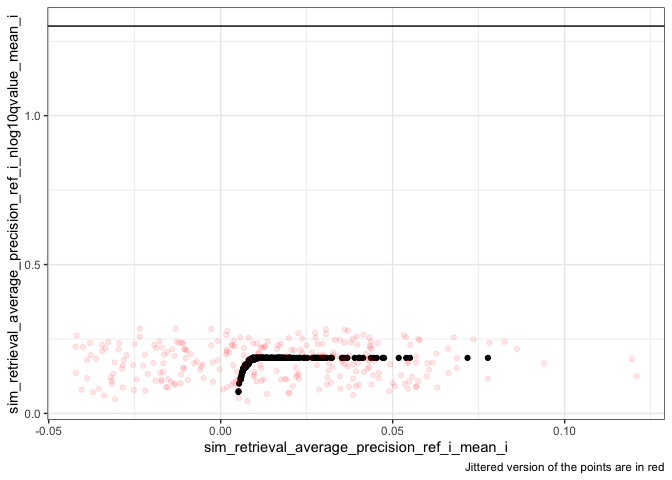 sim_retrieval_average_precision_ref_i_nlog10qvalue_mean_i
1.0
0.5
0.0
-0.05
0.00
0.05
0.10
sim_retrieval_average_precision_ref_i_mean_i
Jittered version of the points are in red